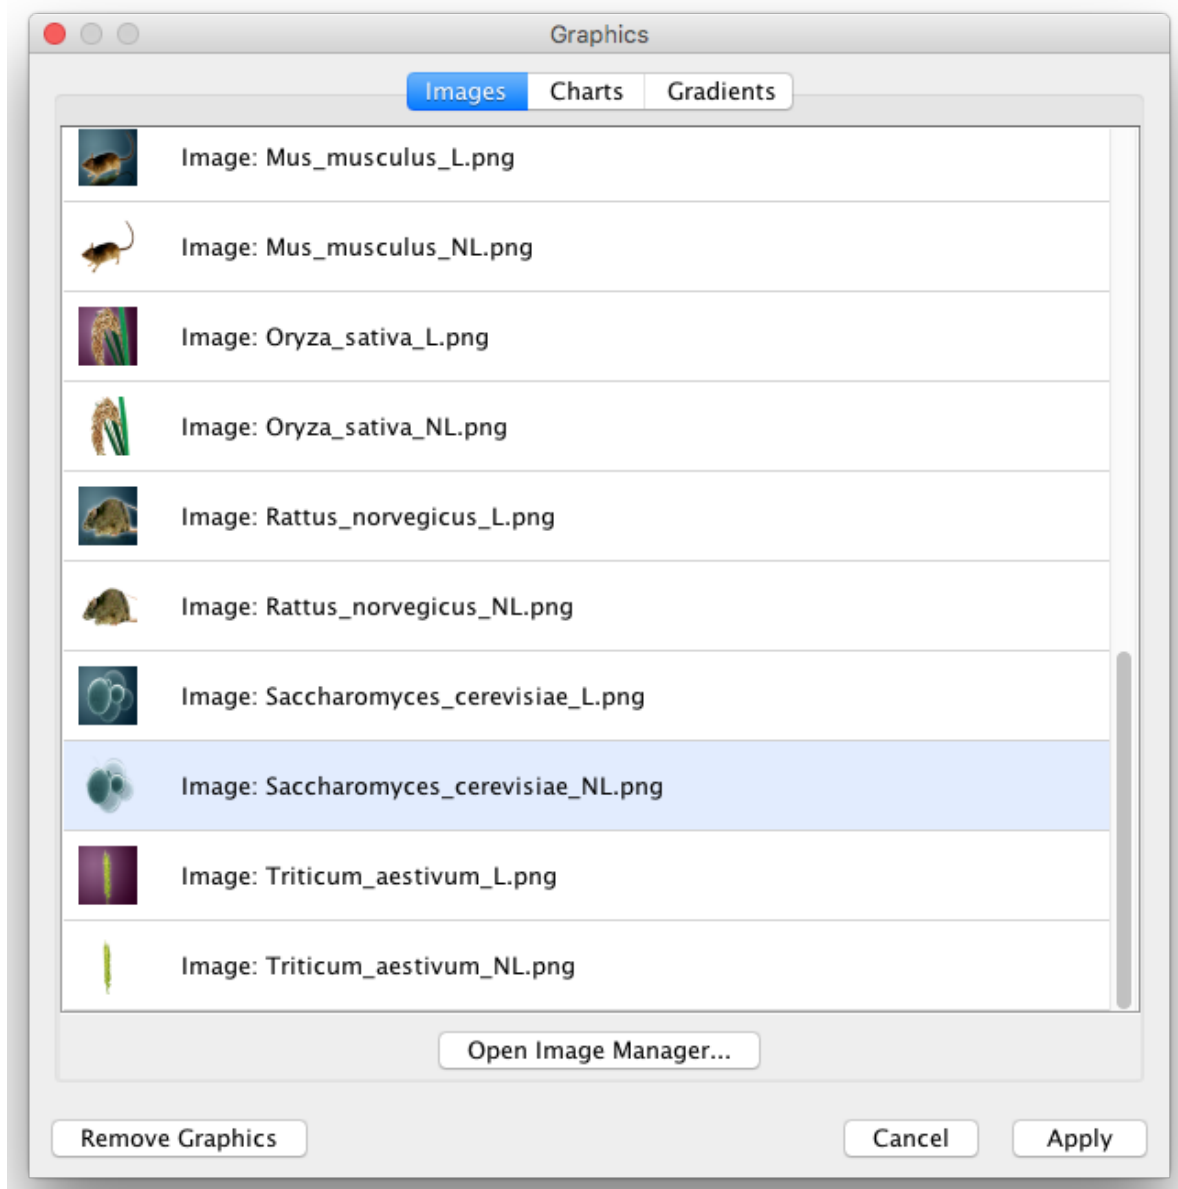 Graphics
Images Charts Gradients
Image: Mus_musculus_L.png
Image: Mus_musculus_NL.png
Image: Oryza_sativa_L.png
Image: Oryza_sativa_NL.png
Image: Rattus_norvegicus_L.png
Image: Rattus_norvegicus_NL.png
Image: Saccharomyces_cerevisiae_L.png
Image: Saccharomyces_cerevisiae_NL.png
Image: Triticum_aestivum_L.png
Image: Triticum_aestivum_NL.png
Open Image Manager...
Remove Graphics Cancel Apply